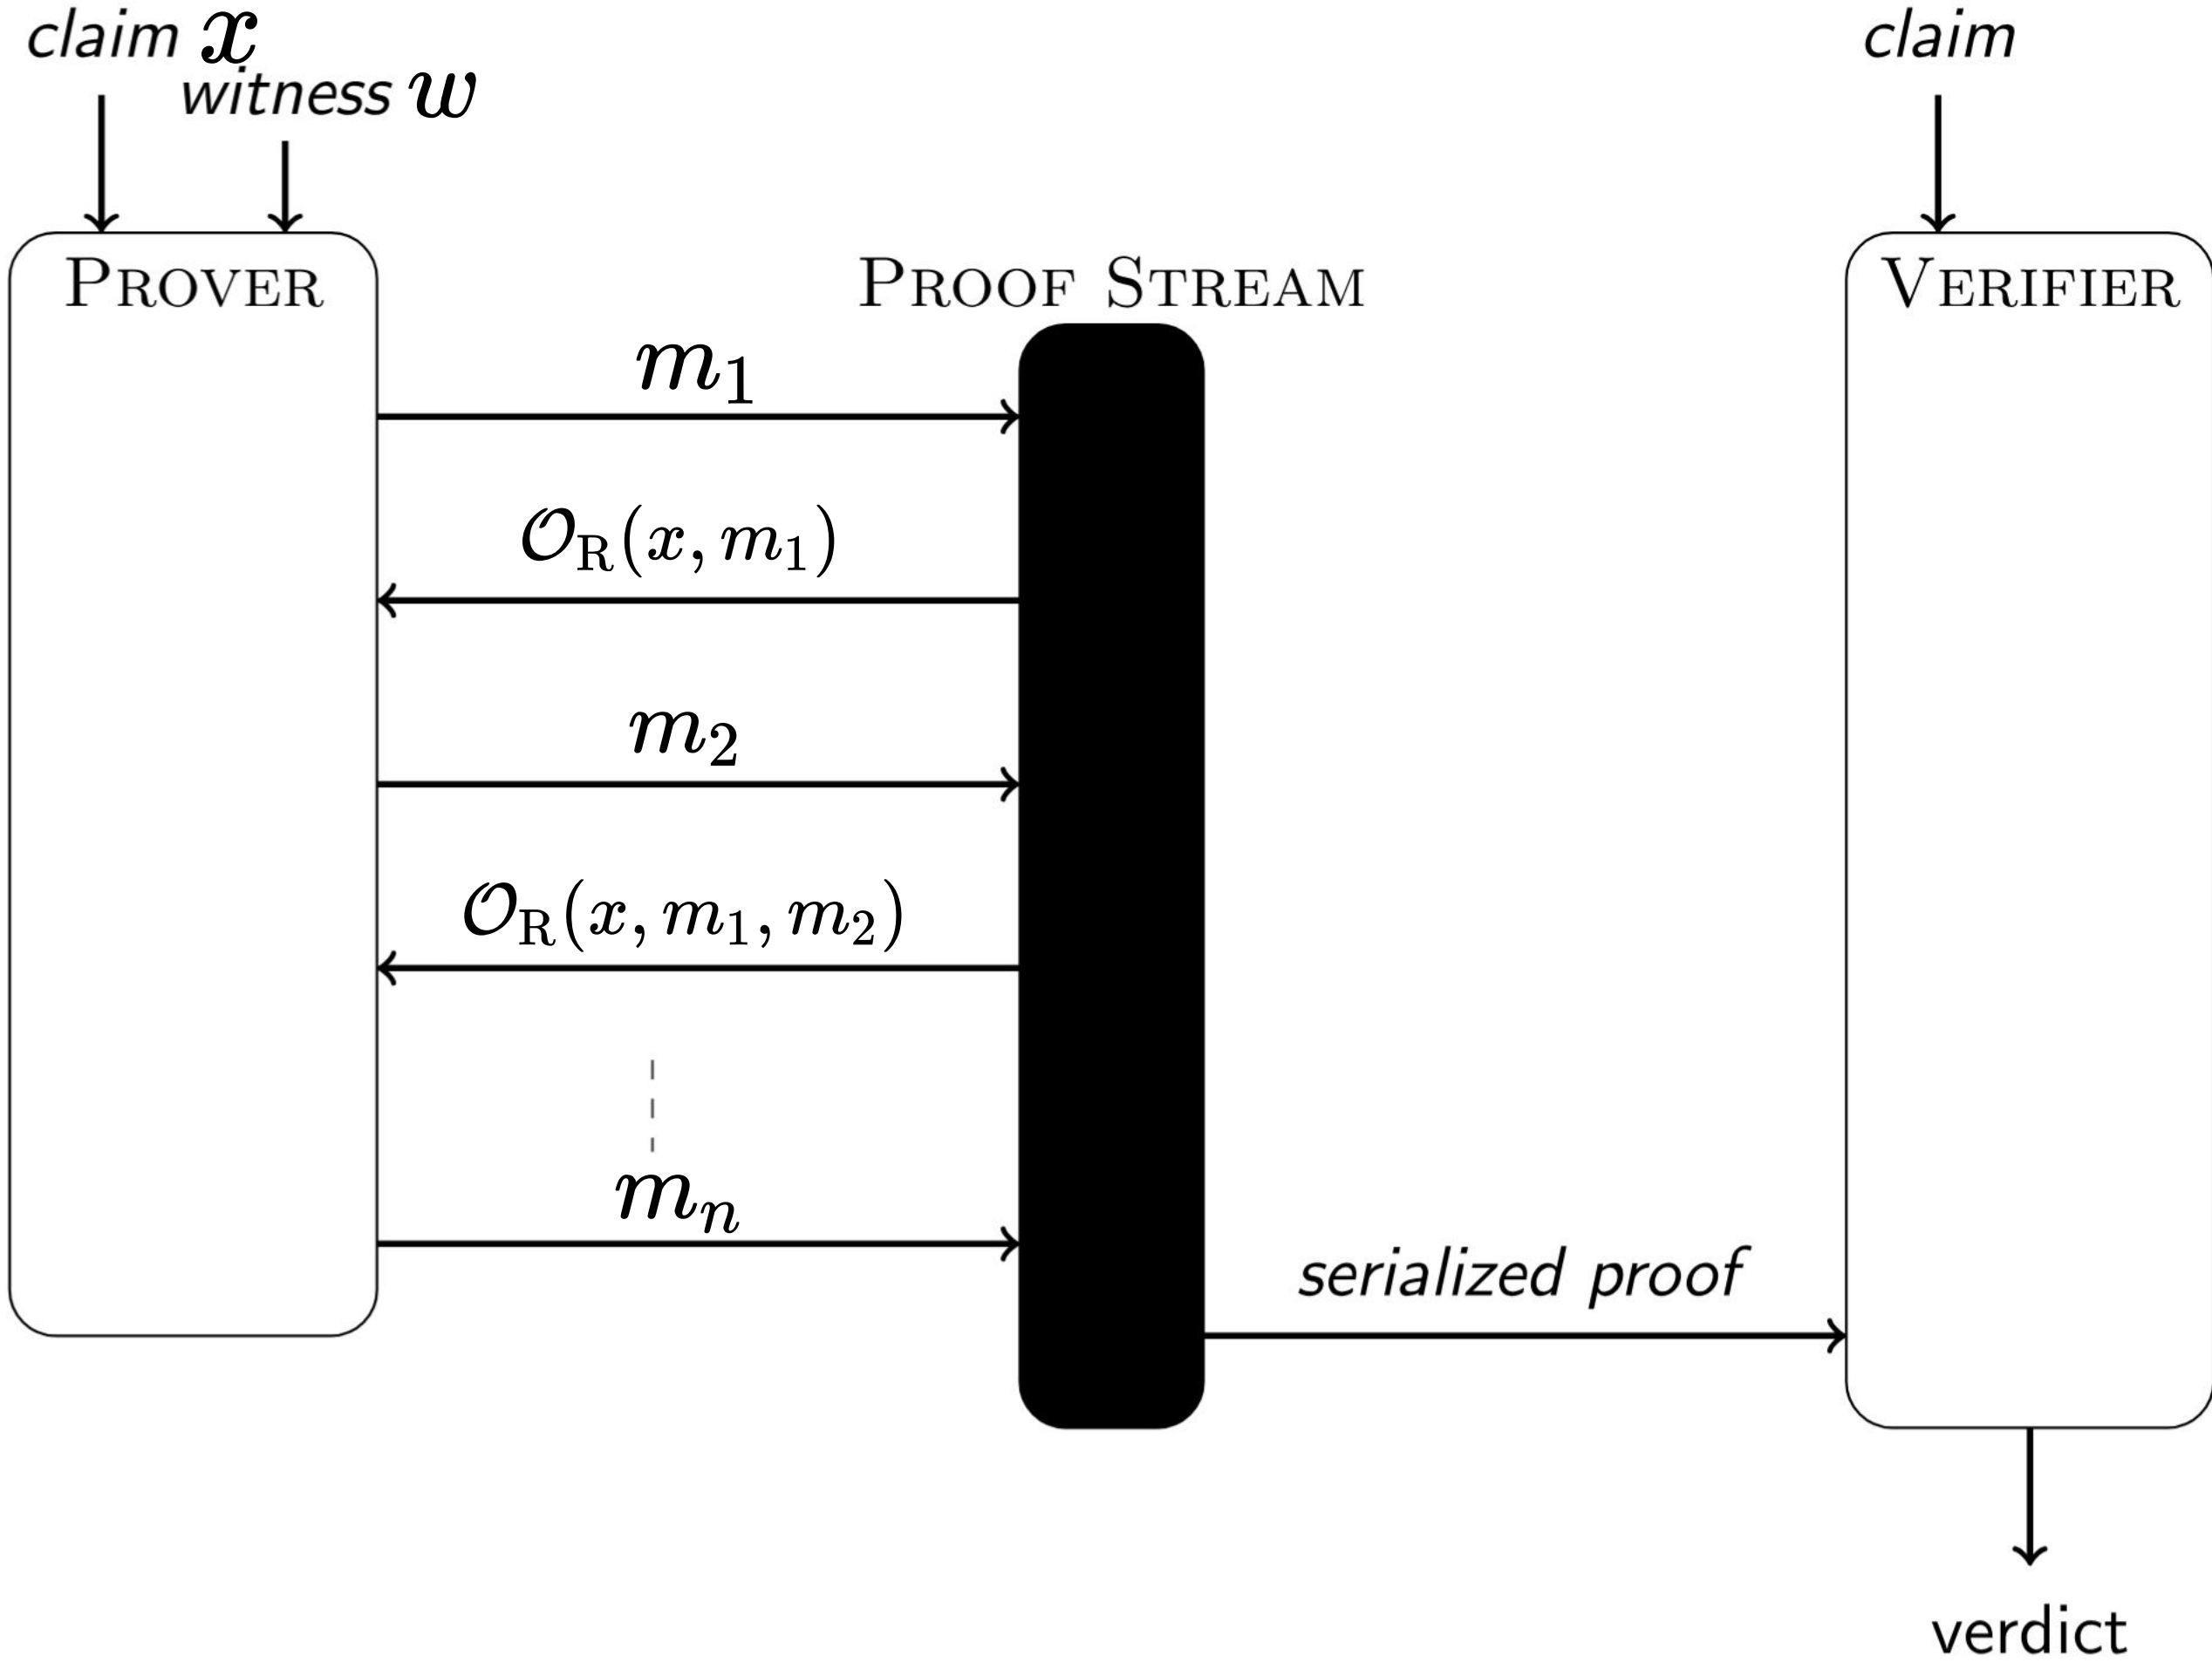 claim x
witness w
claim
PROVER
PROOF STREAM
VERIFIER
m₁
𝒪_R(x, m₁)
m₂
𝒪_R(x, m₁, m₂)
mₙ
serialized proof
verdict